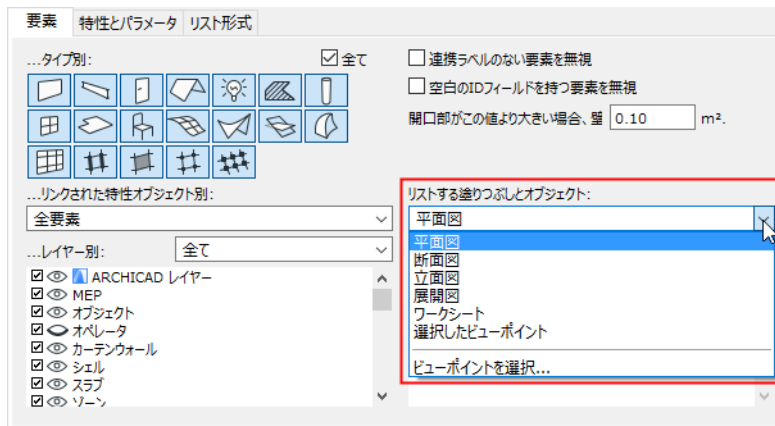 要素 特性とパラメータ リスト形式
...タイプ別: 全て
連携ラベルのない要素を無視
空白のIDフィールドを持つ要素を無視
開口部がこの値より大きい場合、壁 0.10 m².
...リンクされた特性オブジェクト別:
全要素
...レイヤー別: 全て
ARCHICAD レイヤー
MEP
オブジェクト
オペレータ
カーテンウォール
シェル
スラブ
ゾーン
リストする塗りつぶしとオブジェクト:
平面図
平面図
断面図
立面図
展開図
ワークシート
選択したビューポイント
ビューポイントを選択...